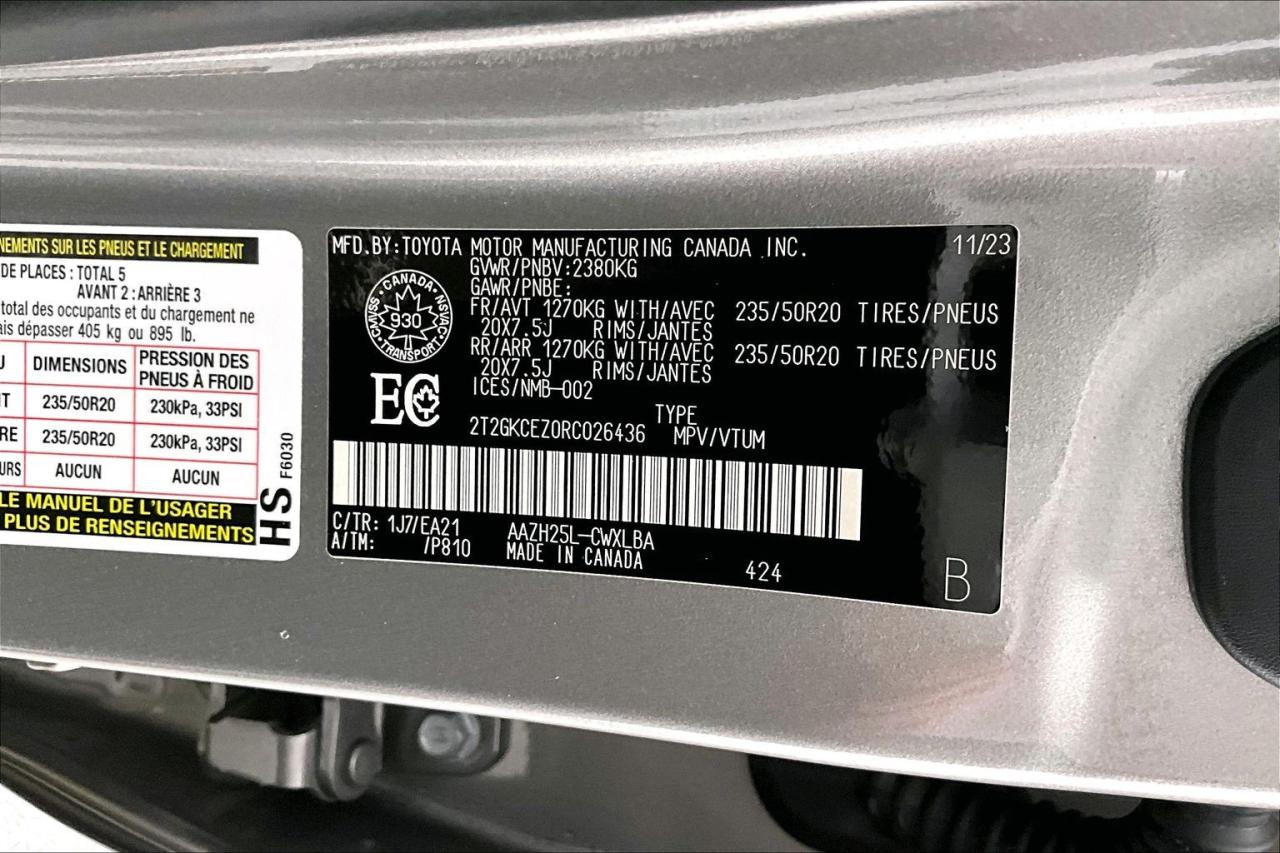 NEMENTS SUR LES PNEUS ET LE CHARGEMENT
DE PLACES : TOTAL 5
AVANT 2 : ARRIÈRE 3
total des occupants et du chargement ne
ais dépasser 405 kg ou 895 lb.
U DIMENSIONS PRESSION DES PNEUS À FROID
NT 235/50R20 230kPa, 33PSI
RE 235/50R20 230kPa, 33PSI
URS AUCUN AUCUN
LE MANUEL DE L'USAGER
PLUS DE RENSEIGNEMENTS
HS F6030
MFD.BY:TOYOTA MOTOR MANUFACTURING CANADA INC. 11/23
GVWR/PNBV:2380KG
GAWR/PNBE:
FR/AVT 1270KG WITH/AVEC 235/50R20 TIRES/PNEUS
20X7.5J RIMS/JANTES
RR/ARR 1270KG WITH/AVEC 235/50R20 TIRES/PNEUS
20X7.5J RIMS/JANTES
ICES/NMB-002
CANADA
930
TRANSPORT
EC
TYPE
2T2GKCEZ0RC026436 MPV/VTUM
C/TR: 1J7/EA21 AAZH25L-CWXLBA
A/TM: /P810 MADE IN CANADA
424
B